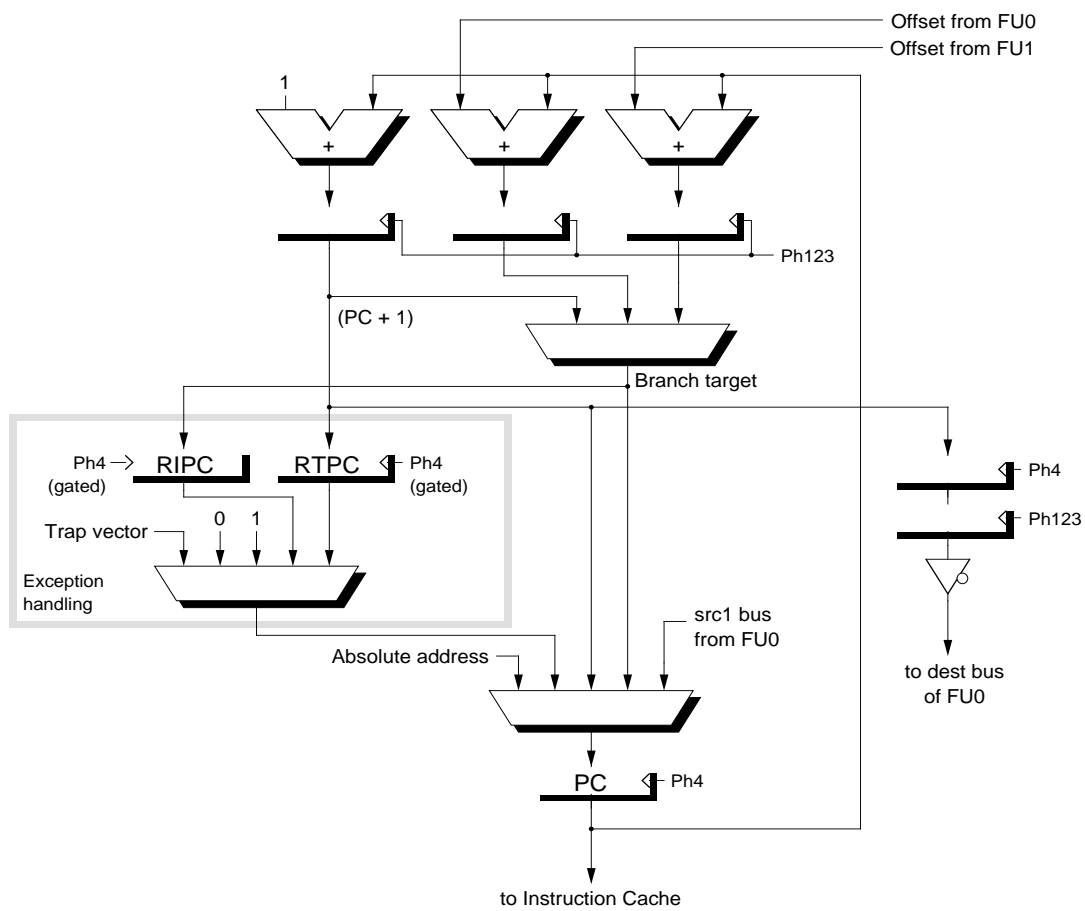 Offset from FU0
Offset from FU1
1
+
+
+
Ph123
(PC + 1)
Branch target
Ph4
(gated)
RIPC
RTPC
Ph4
(gated)
Ph4
Trap vector
0
1
Ph123
Exception
handling
src1 bus
from FU0
Absolute address
to dest bus
of FU0
PC
Ph4
to Instruction Cache